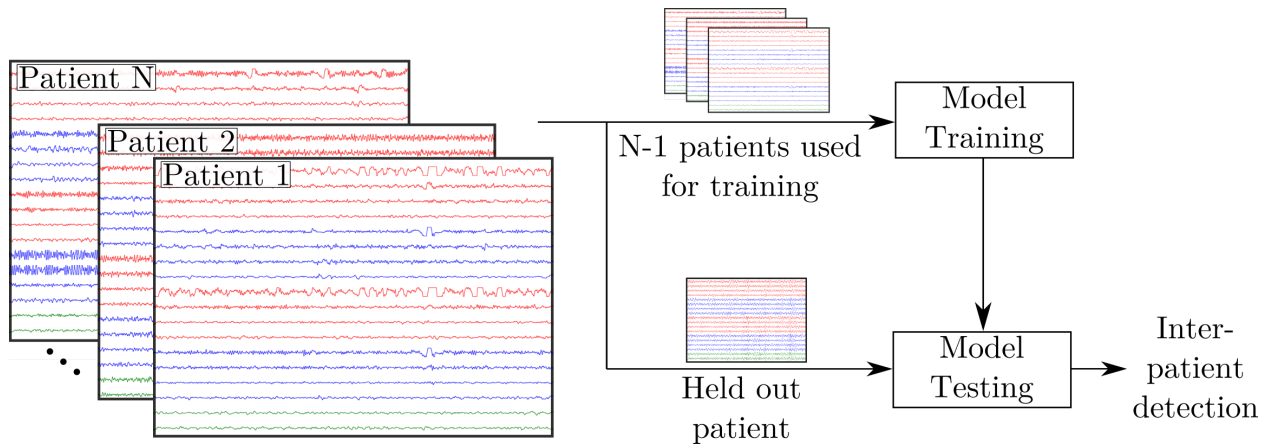 Patient N
Patient 2
Patient 1
N-1 patients used
for training
Model
Training
Held out
patient
Model
Testing
Inter-
patient
detection